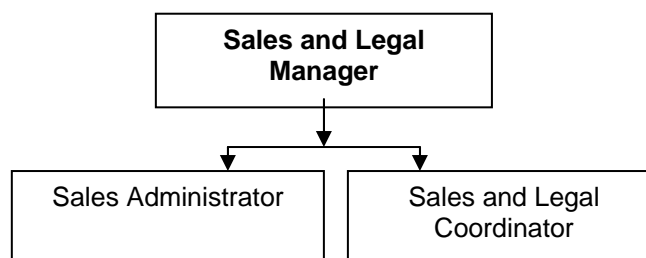 Sales and Legal
Manager
Sales Administrator
Sales and Legal
Coordinator